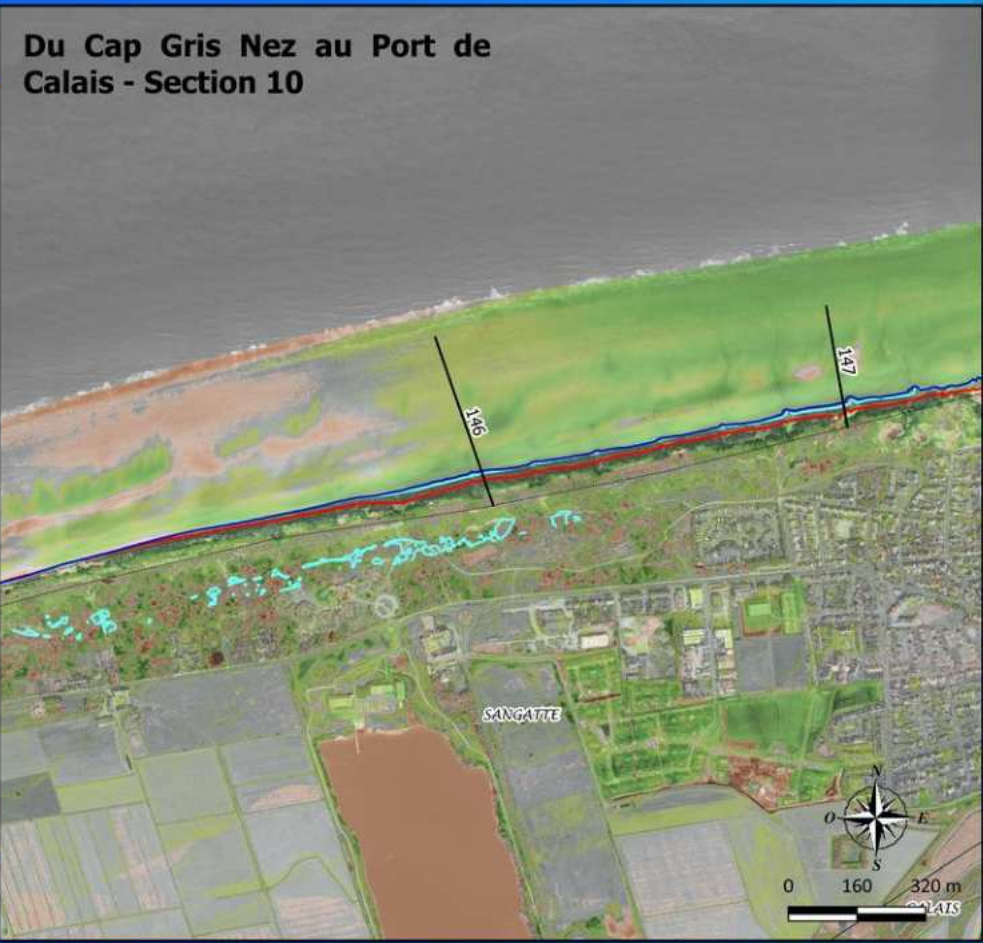 Du Cap Gris Nez au Port de
Calais - Section 10
147
146
SANGATTE
N
O E
S
0 160 320 m
CALAIS